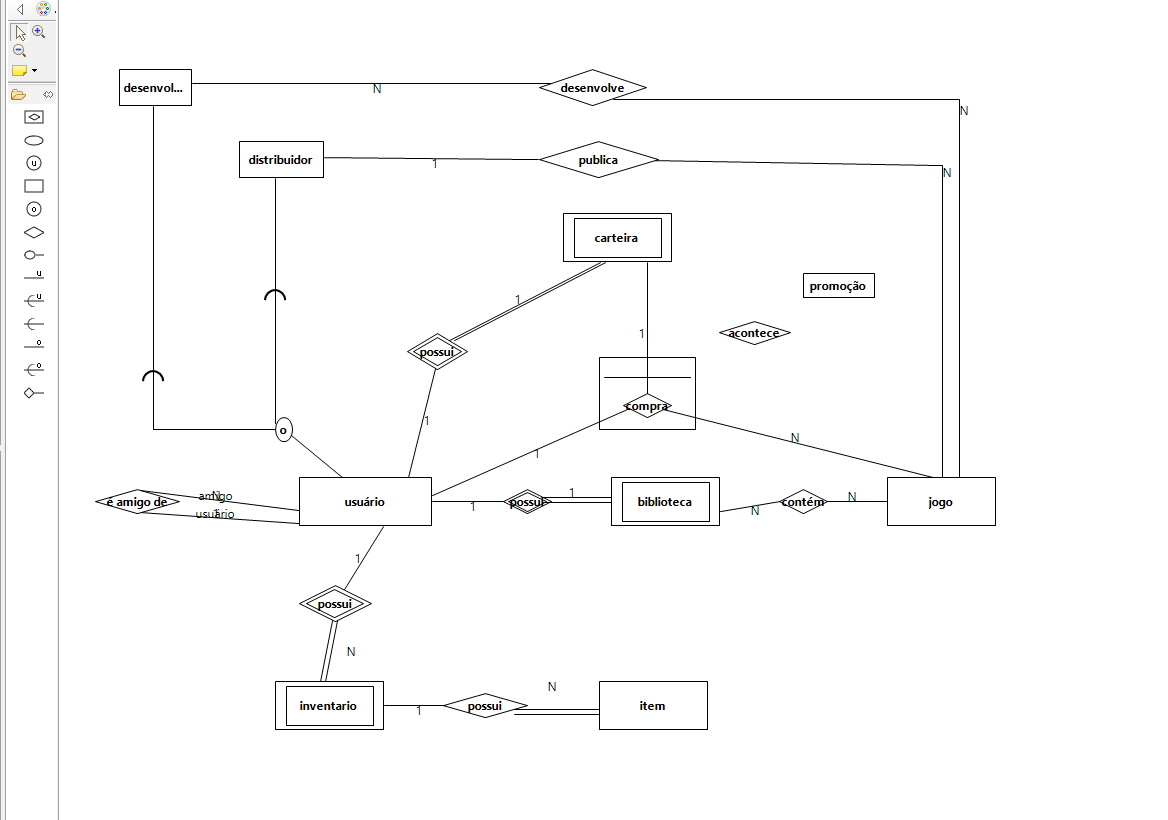 desenvol...
N
desenvolve
N
distribuidor
1
publica
N
carteira
promoção
1
1
acontece
possui
compra
1
N
o
1
é amigo de
N
amigo
usuário
1
usuário
1
possui
1
biblioteca
N
contém
N
jogo
1
possui
N
inventario
1
possui
N
item
u
o
u
u
o
o